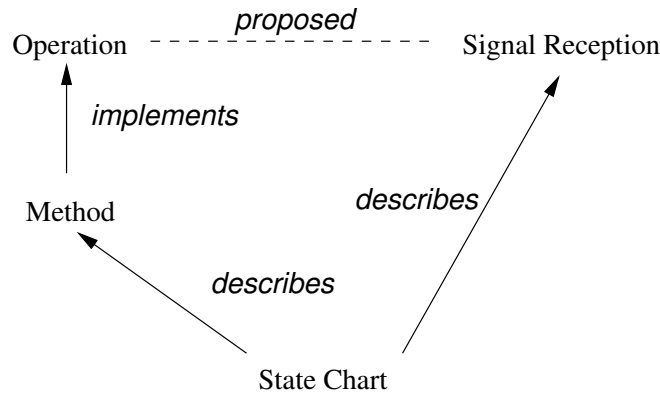 proposed
Operation
Signal Reception
implements
describes
Method
describes
State Chart